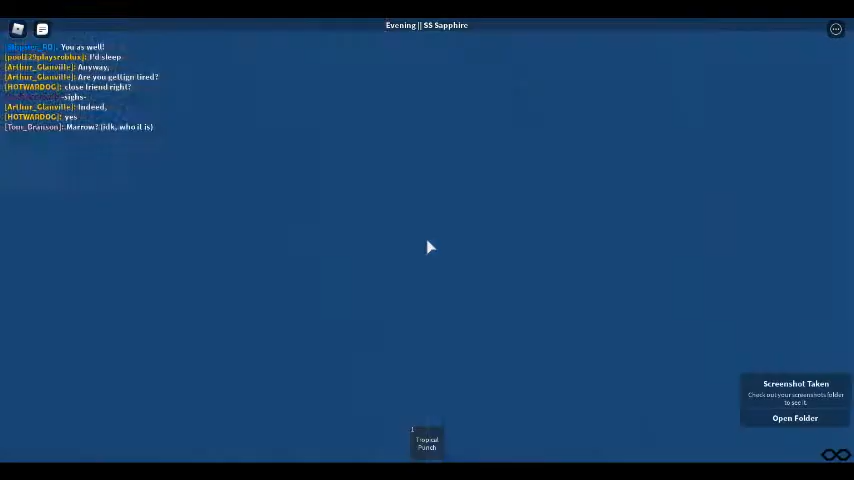 Evening || SS Sapphire
You as well!
[pool129playsroblux]: I'd sleep
[Arthur_Glanville]: Anyway,
[Arthur_Glanville]: Are you gettign tired?
[HOTWARDOG]: close friend right?
-sighs-
[Arthur_Glanville]: Indeed,
[HOTWARDOG]: yes
[Tom_Branson]: Marrow? (idk, who it is)
Screenshot Taken
Check out your screenshots folder
to see it.
Open Folder
1
Tropical
Punch